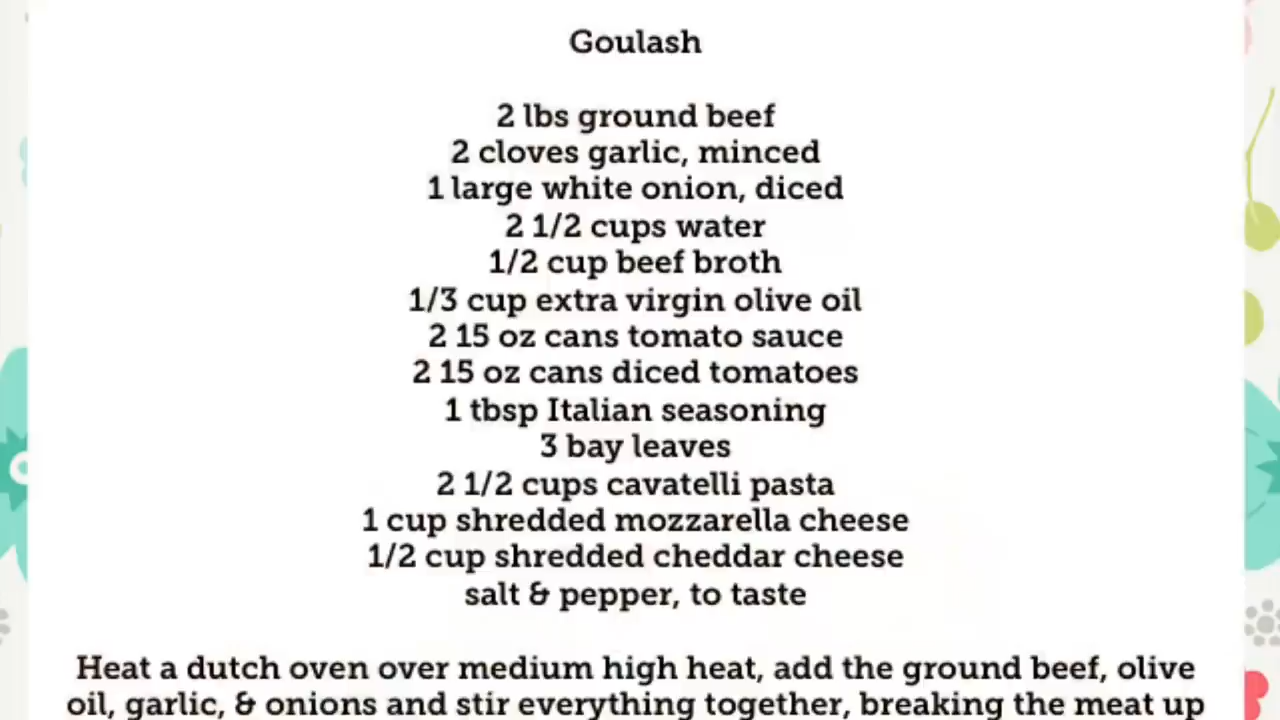 Goulash
2 lbs ground beef
2 cloves garlic, minced
1 large white onion, diced
2 1/2 cups water
1/2 cup beef broth
1/3 cup extra virgin olive oil
2 15 oz cans tomato sauce
2 15 oz cans diced tomatoes
1 tbsp Italian seasoning
3 bay leaves
2 1/2 cups cavatelli pasta
1 cup shredded mozzarella cheese
1/2 cup shredded cheddar cheese
salt & pepper, to taste
Heat a dutch oven over medium high heat, add the ground beef, olive
oil, garlic, & onions and stir everything together, breaking the meat up